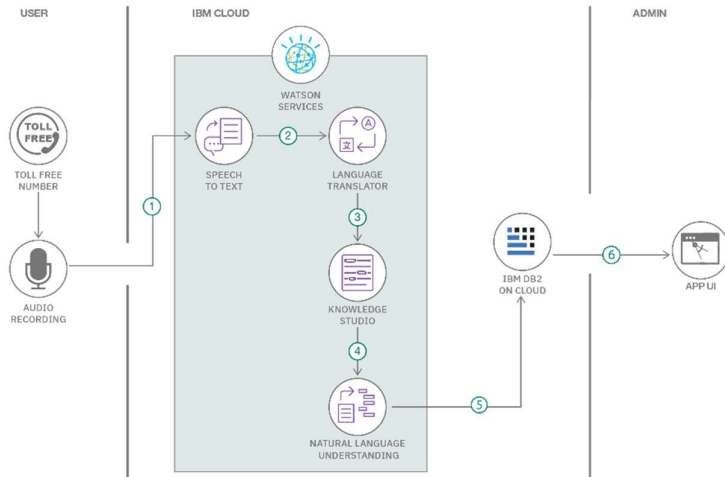 USER
IBM CLOUD
ADMIN
WATSON
SERVICES
TOLL
FREE
TOLL FREE
NUMBER
1
AUDIO
RECORDING
SPEECH
TO TEXT
2
A
文
LANGUAGE
TRANSLATOR
3
KNOWLEDGE
STUDIO
4
NATURAL LANGUAGE
UNDERSTANDING
5
IBM DB2
ON CLOUD
6
APP UI